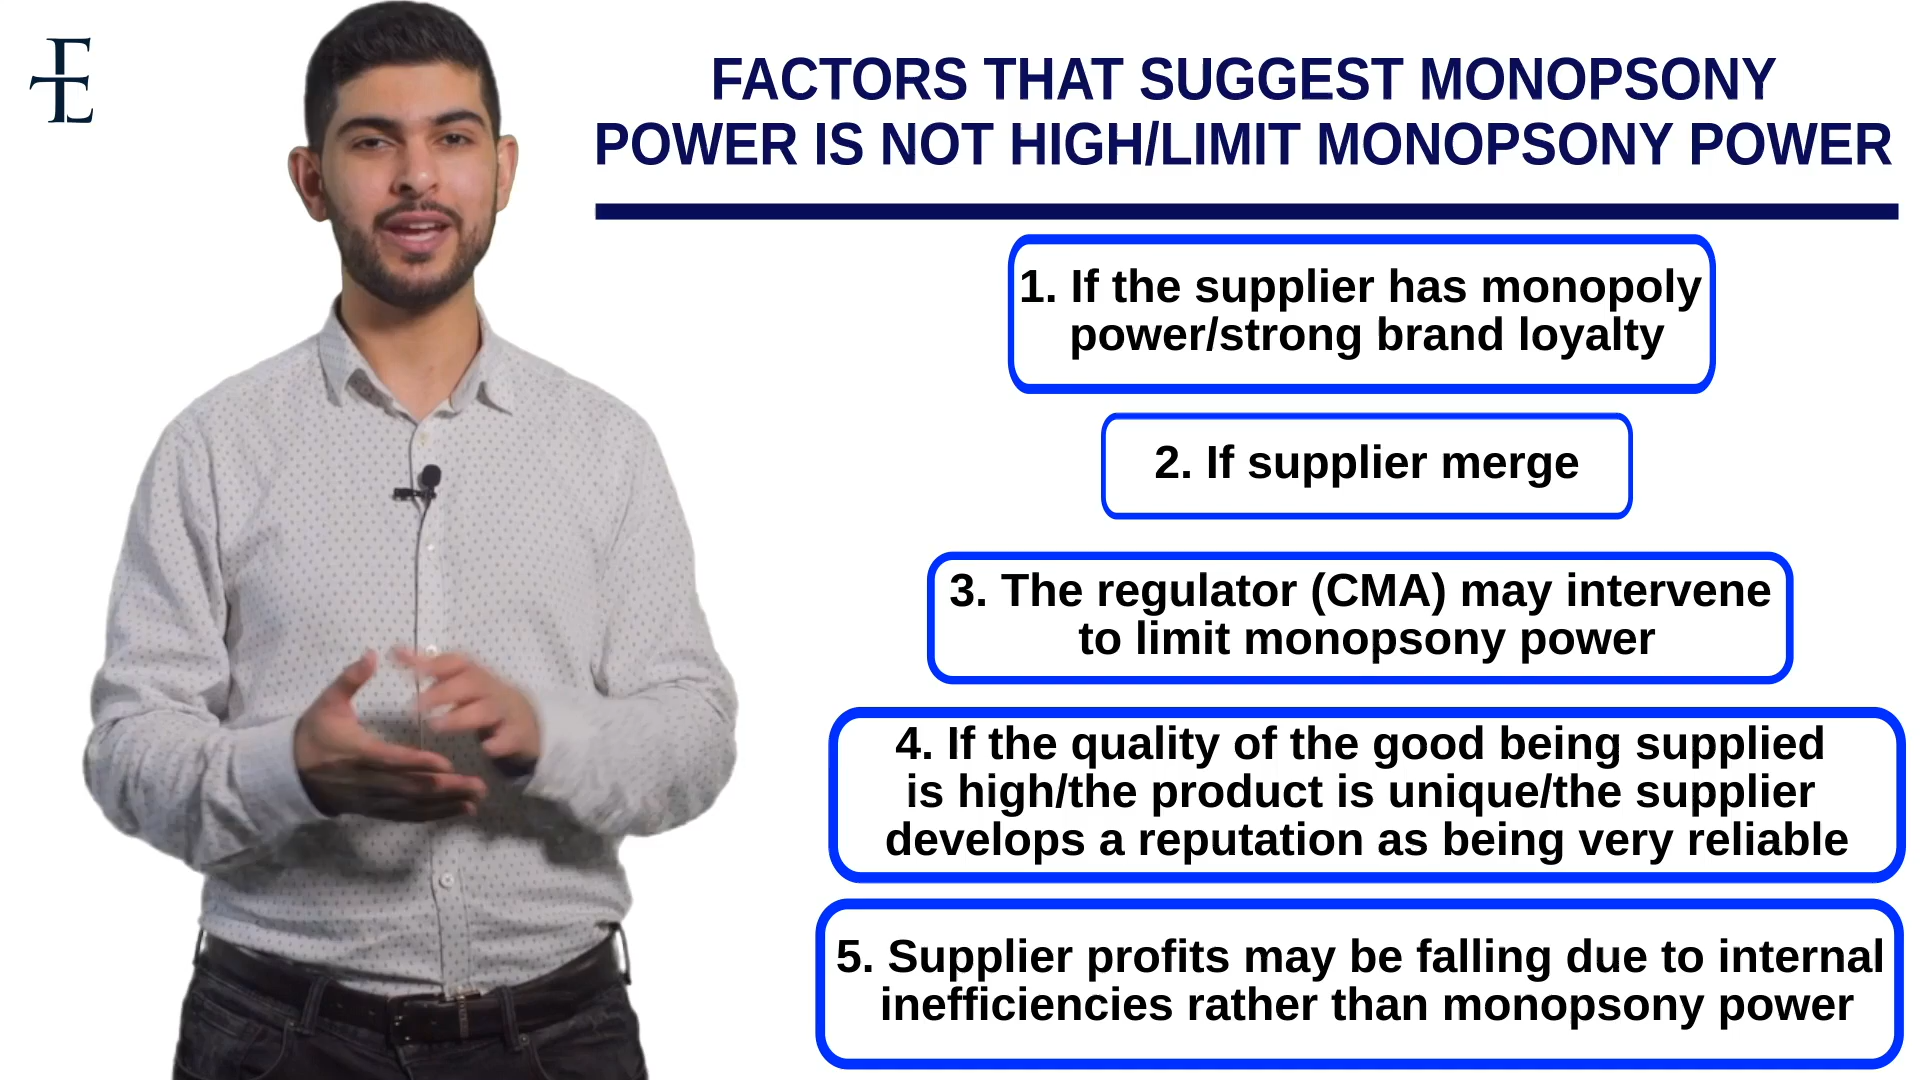 FACTORS THAT SUGGEST MONOPSONY
POWER IS NOT HIGH/LIMIT MONOPSONY POWER
1. If the supplier has monopoly
power/strong brand loyalty
2. If supplier merge
3. The regulator (CMA) may intervene
to limit monopsony power
4. If the quality of the good being supplied
is high/the product is unique/the supplier
develops a reputation as being very reliable
5. Supplier profits may be falling due to internal
inefficiencies rather than monopsony power